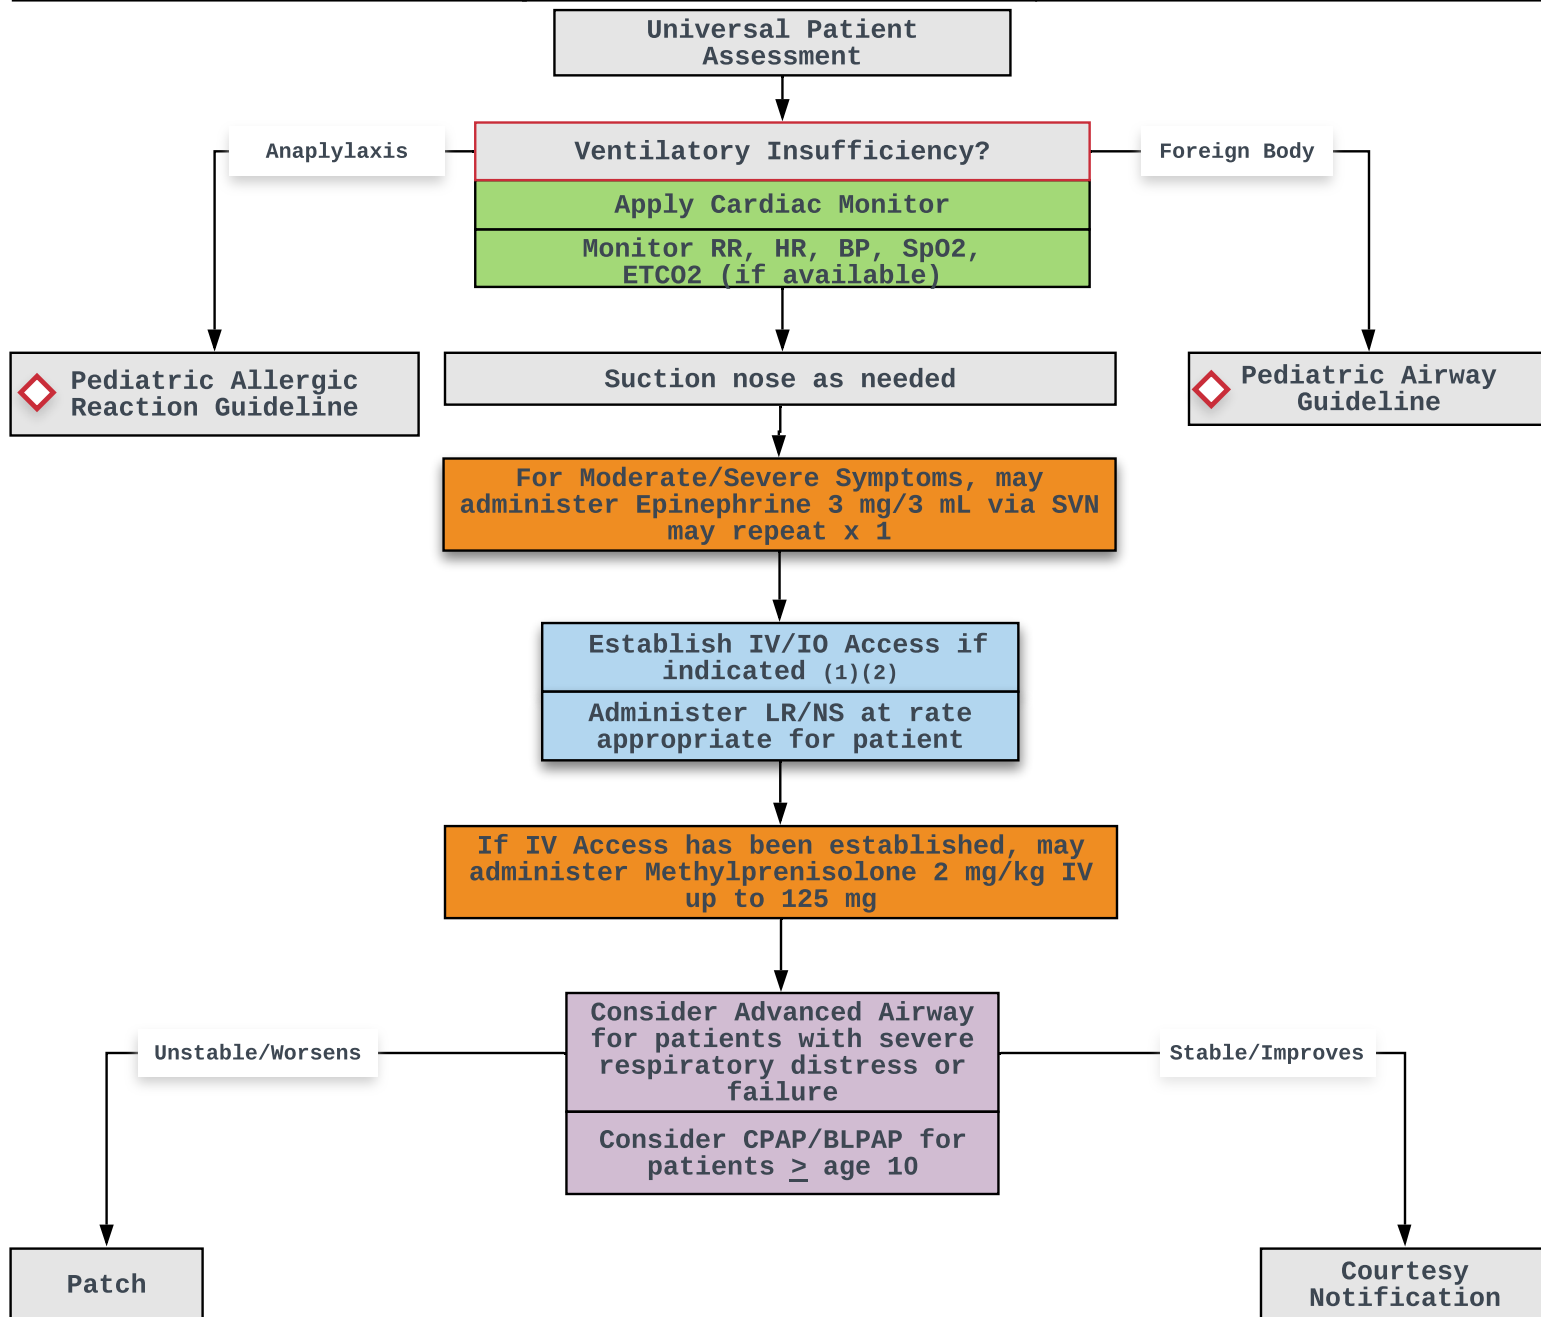 Universal Patient
Assessment
Anaplylaxis
Ventilatory Insufficiency?
Foreign Body
Apply Cardiac Monitor
Monitor RR, HR, BP, SpO2,
ETCO2 (if available)
Pediatric Allergic
Reaction Guideline
Suction nose as needed
Pediatric Airway
Guideline
For Moderate/Severe Symptoms, may
administer Epinephrine 3 mg/3 mL via SVN
may repeat x 1
Establish IV/IO Access if
indicated (1)(2)
Administer LR/NS at rate
appropriate for patient
If IV Access has been established, may
administer Methylprenisolone 2 mg/kg IV
up to 125 mg
Consider Advanced Airway
for patients with severe
respiratory distress or
failure
Unstable/Worsens
Stable/Improves
Consider CPAP/BLPAP for
patients ≥ age 10
Patch
Courtesy
Notification